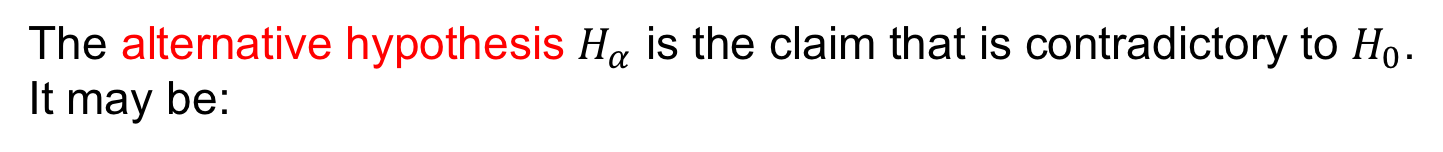 The alternative hypothesis Hα is the claim that is contradictory to H₀.
It may be: